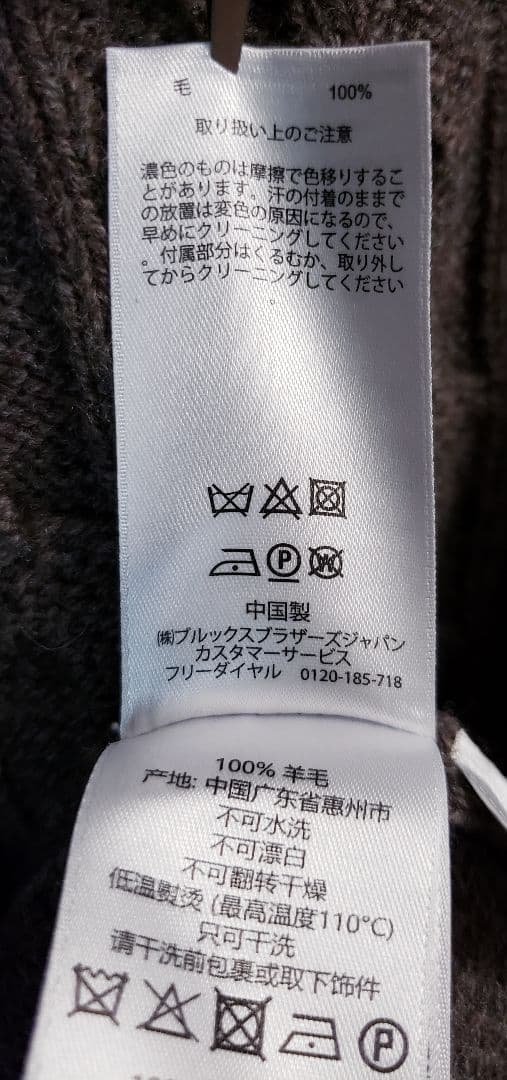 毛 100%
取り扱い上のご注意
濃色のものは摩擦で色移りするこ
とがあります。汗の付着のままで
の放置は変色の原因になるので、
早めにクリーニングしてください
。付属部分はくるむか、取り外し
てからクリーニングしてください
。
P W
中国製
㈱ブルックスブラザーズジャパン
カスタマーサービス
フリーダイヤル 0120-185-718
100% 羊毛
产地: 中国广东省惠州市
不可水洗
不可漂白
不可翻转干燥
低温熨烫 (最高温度110°C)
只可干洗
请干洗前包裹或取下饰件
P